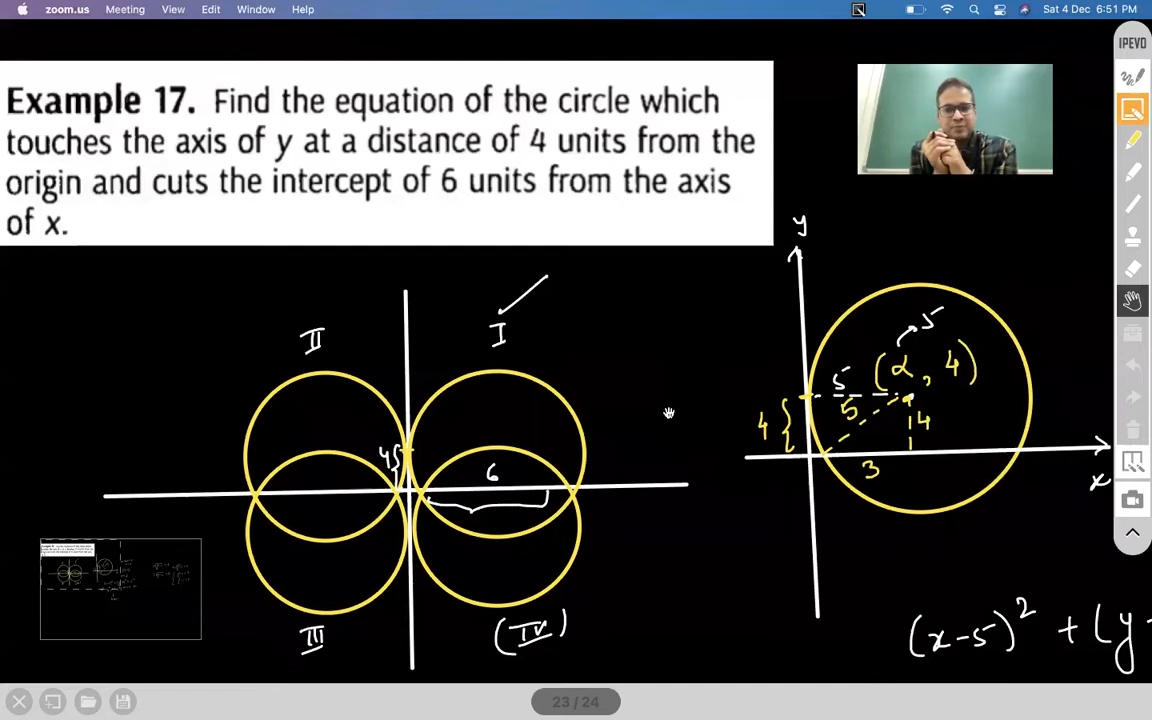 zoom.us Meeting View Edit Window Help Sat 4 Dec 6:51 PM
IPEVO
Example 17. Find the equation of the circle which
touches the axis of y at a distance of 4 units from the
origin and cuts the intercept of 6 units from the axis
of x.
y
II
I
5
(α, 4)
5
5
4
4
3
x
4
6
III
(IV)
(x-5)² + (y-
23 / 24